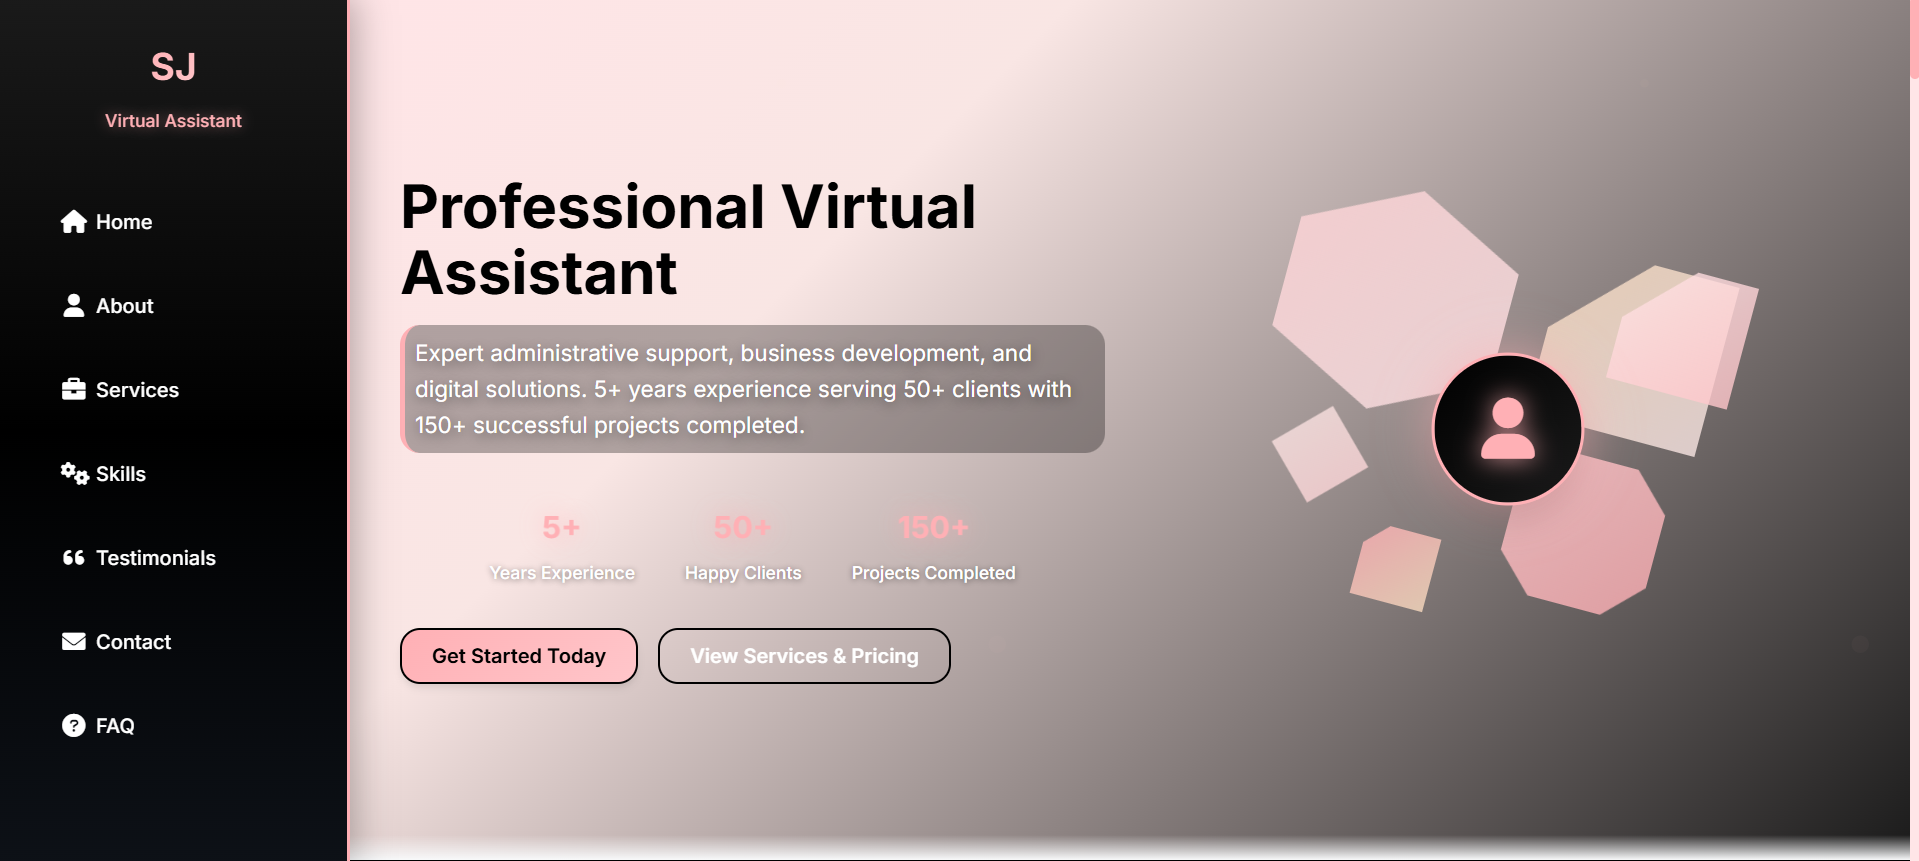 SJ
Virtual Assistant
Home
About
Services
Skills
Testimonials
Contact
FAQ
Professional Virtual
Assistant
Expert administrative support, business development, and
digital solutions. 5+ years experience serving 50+ clients with
150+ successful projects completed.
5+
Years Experience
50+
Happy Clients
150+
Projects Completed
Get Started Today
View Services & Pricing